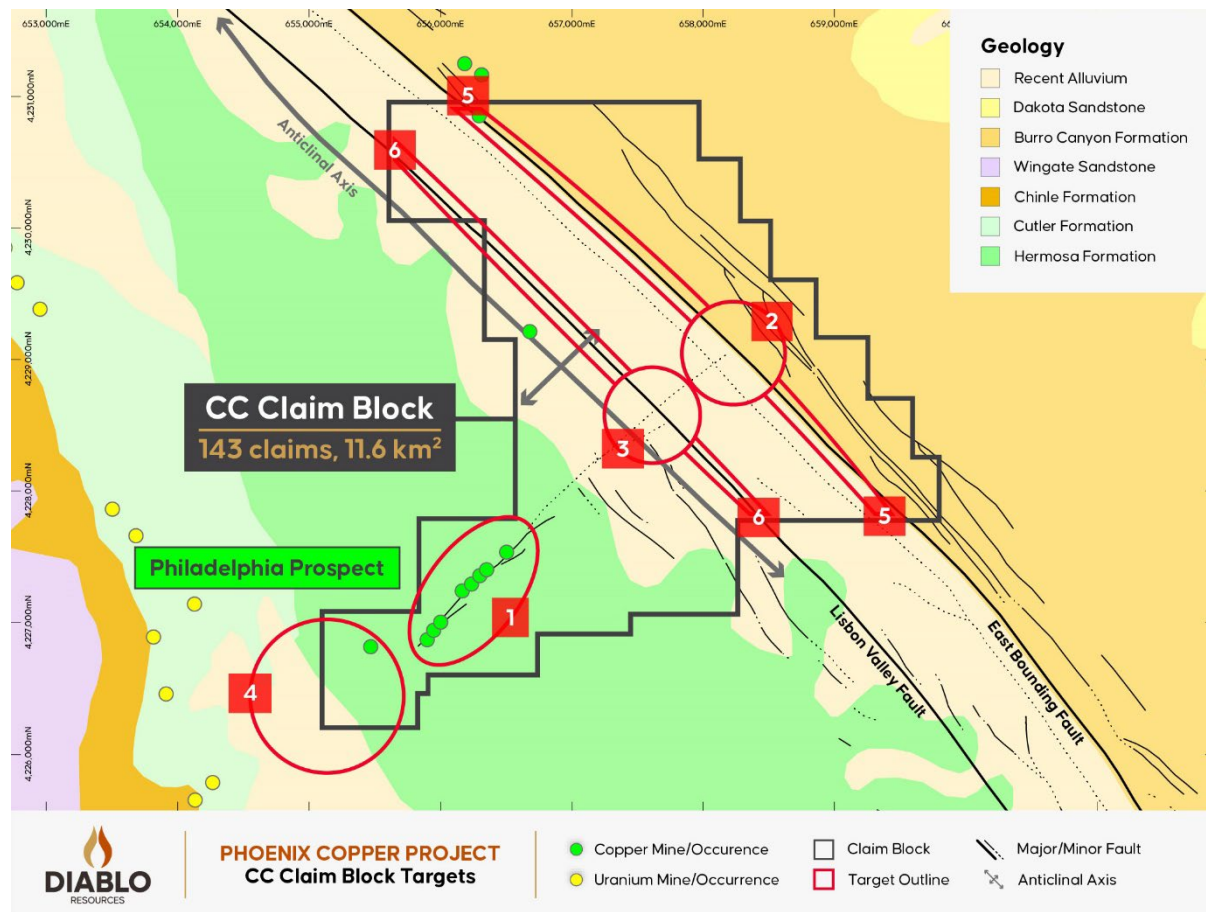 653,000mE
654,000mE
655,000mE
656,000mE
657,000mE
658,000mE
659,000mE
4,231,000mN
4,230,000mN
4,229,000mN
4,228,000mN
4,227,000mN
4,226,000mN
Geology
Recent Alluvium
Dakota Sandstone
Burro Canyon Formation
Wingate Sandstone
Chinle Formation
Cutler Formation
Hermosa Formation
Anticlinal Axis
5
6
2
3
6
5
1
4
CC Claim Block
143 claims, 11.6 km²
Philadelphia Prospect
Lisbon Valley Fault
East Bounding Fault
DIABLO
RESOURCES
PHOENIX COPPER PROJECT
CC Claim Block Targets
Copper Mine/Occurence
Uranium Mine/Occurrence
Claim Block
Target Outline
Major/Minor Fault
Anticlinal Axis